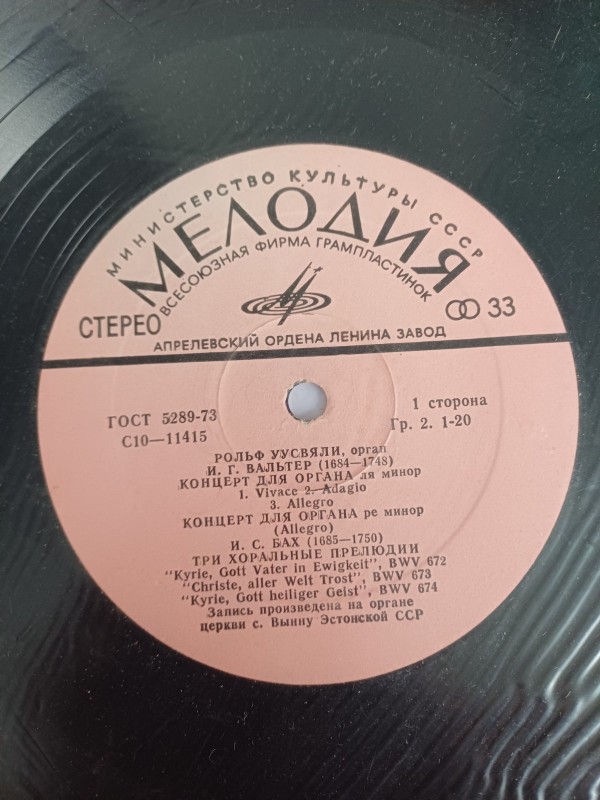 МИНИСТЕРСТВО КУЛЬТУРЫ СССР
МЕЛОДИЯ
ВСЕСОЮЗНАЯ ФИРМА ГРАМПЛАСТИНОК
СТЕРЕО
33
АПРЕЛЕВСКИЙ ОРДЕНА ЛЕНИНА ЗАВОД
ГОСТ 5289-73
С10—11415
1 сторона
Гр. 2. 1-20
РОЛЬФ УУСВЯЛИ, орган
И. Г. ВАЛЬТЕР (1684—1748)
КОНЦЕРТ ДЛЯ ОРГАНА ля минор
1. Vivace 2. Adagio
3. Allegro
КОНЦЕРТ ДЛЯ ОРГАНА ре минор
(Allegro)
И. С. БАХ (1685—1750)
ТРИ ХОРАЛЬНЫЕ ПРЕЛЮДИИ
"Kyrie, Gott Vater in Ewigkeit", BWV 672
"Christe, aller Welt Trost", BWV 673
"Kyrie, Gott heiliger Geist", BWV 674
Запись произведена на органе
церкви с. Вынну Эстонской ССР